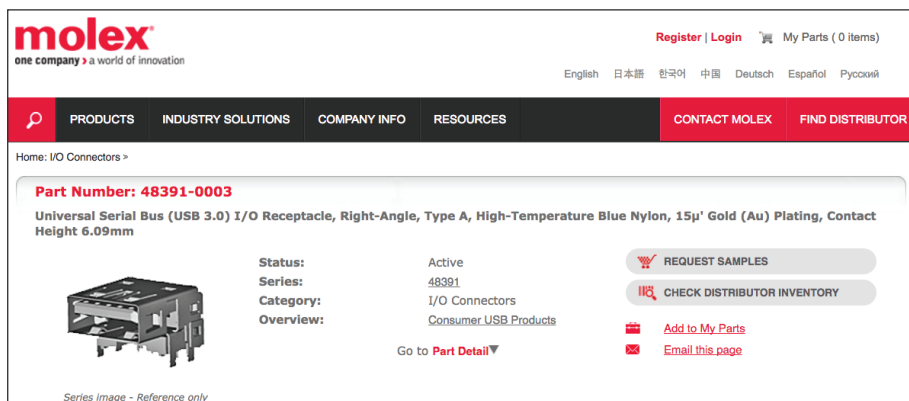 molex
one company > a world of innovation
Register | Login My Parts ( 0 items)
English 日本語 한국어 中国 Deutsch Español Русский
PRODUCTS INDUSTRY SOLUTIONS COMPANY INFO RESOURCES CONTACT MOLEX FIND DISTRIBUTOR
Home: I/O Connectors >
Part Number: 48391-0003
Universal Serial Bus (USB 3.0) I/O Receptacle, Right-Angle, Type A, High-Temperature Blue Nylon, 15µ' Gold (Au) Plating, Contact
Height 6.09mm
Status: Active
Series: 48391
Category: I/O Connectors
Overview: Consumer USB Products
Go to Part Detail▼
REQUEST SAMPLES
CHECK DISTRIBUTOR INVENTORY
Add to My Parts
Email this page
Series image - Reference only